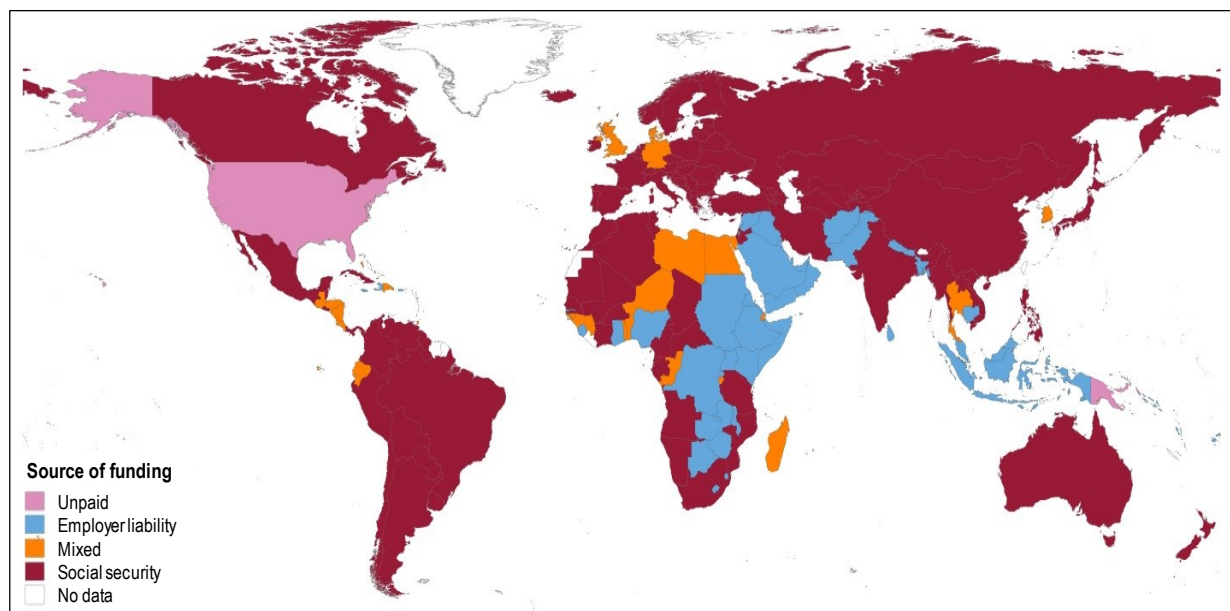 Source of funding
Unpaid
Employer liability
Mixed
Social security
No data